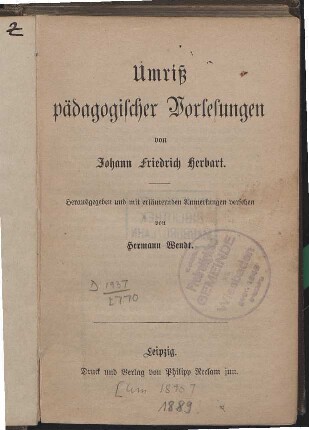 2
Umriß
pädagogischer Vorlesungen
von
Johann Friedrich Herbart.
Herausgegeben und mit erläuternden Anmerkungen versehen
von
Hermann Wendt.
GEMEINDE
D 1937
2770
Leipzig.
Druck und Verlag von Philipp Reclam jun.
1889